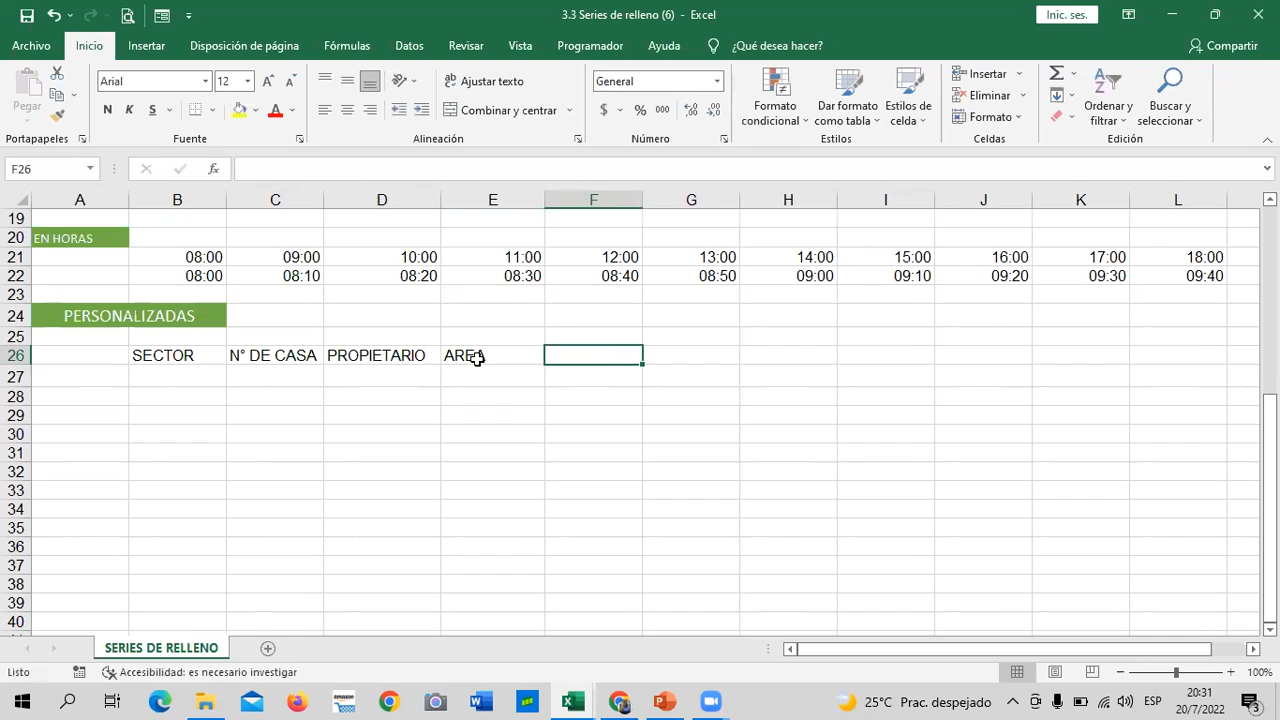 3.3 Series de relleno (6) - Excel
Inic. ses.
Archivo Inicio Insertar Disposición de página Fórmulas Datos Revisar Vista Programador Ayuda ¿Qué desea hacer? Compartir
Pegar
Arial 12
N K S
Ajustar texto
Combinar y centrar
General
$ % 000
Formato condicional
Dar formato como tabla
Estilos de celda
Insertar
Eliminar
Formato
Ordenar y filtrar
Buscar y seleccionar
Portapapeles Fuente Alineación Número Estilos Celdas Edición
F26 fx
A B C D E F G H I J K L
19
20 EN HORAS
21 08:00 09:00 10:00 11:00 12:00 13:00 14:00 15:00 16:00 17:00 18:00
22 08:00 08:10 08:20 08:30 08:40 08:50 09:00 09:10 09:20 09:30 09:40
23
24 PERSONALIZADAS
25
26 SECTOR N° DE CASA PROPIETARIO AREA
27
28
29
30
31
32
33
34
35
36
37
38
39
40
SERIES DE RELLENO
Listo Accesibilidad: es necesario investigar 100%
25°C Prac. despejado ESP 20:31
20/7/2022 3